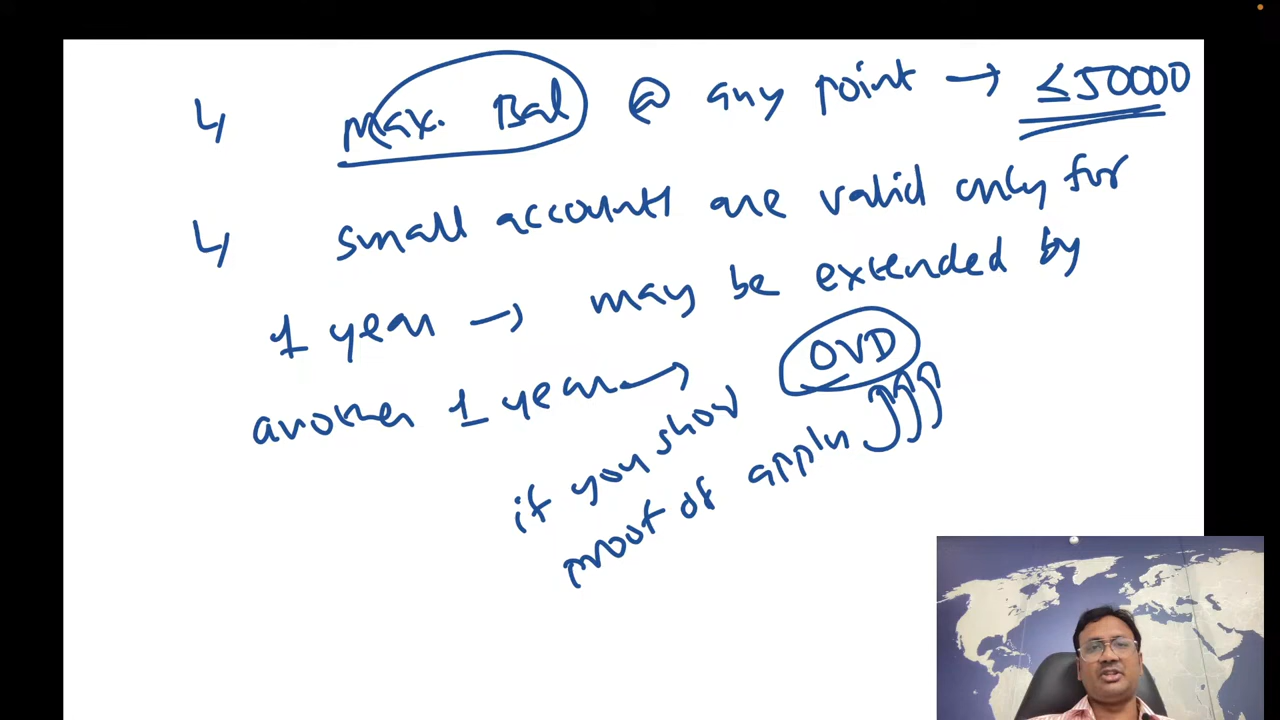 ↳ Max. Bal @ any point → ≤50000
↳ small accounts are valid only for
1 year → may be extended by
another 1 year →
if you show OVD
proof of appln